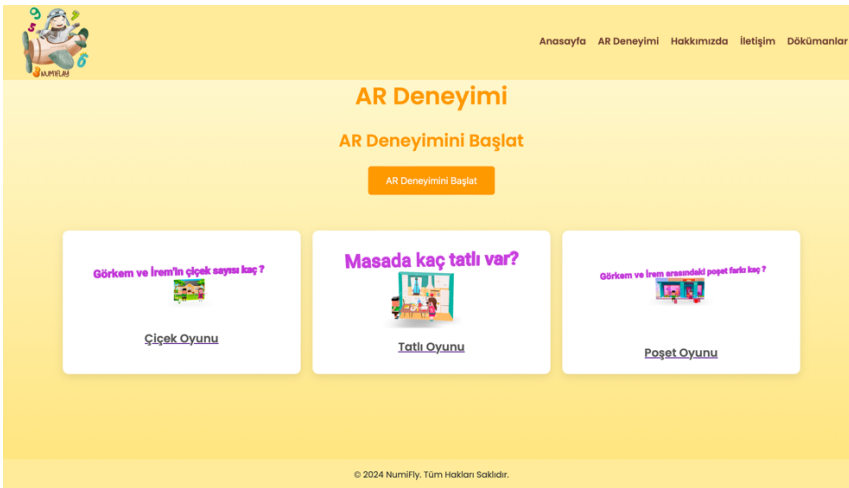 NUMIFLAY
Anasayfa AR Deneyimi Hakkımızda İletişim Dökümanlar
AR Deneyimi
AR Deneyimini Başlat
AR Deneyimini Başlat
Görkem ve İrem'in çiçek sayısı kaç ?
Çiçek Oyunu
Masada kaç tatlı var?
Tatlı Oyunu
Görkem ve İrem arasındaki poşet farkı kaç ?
Poşet Oyunu
© 2024 NumiFly. Tüm Hakları Saklıdır.